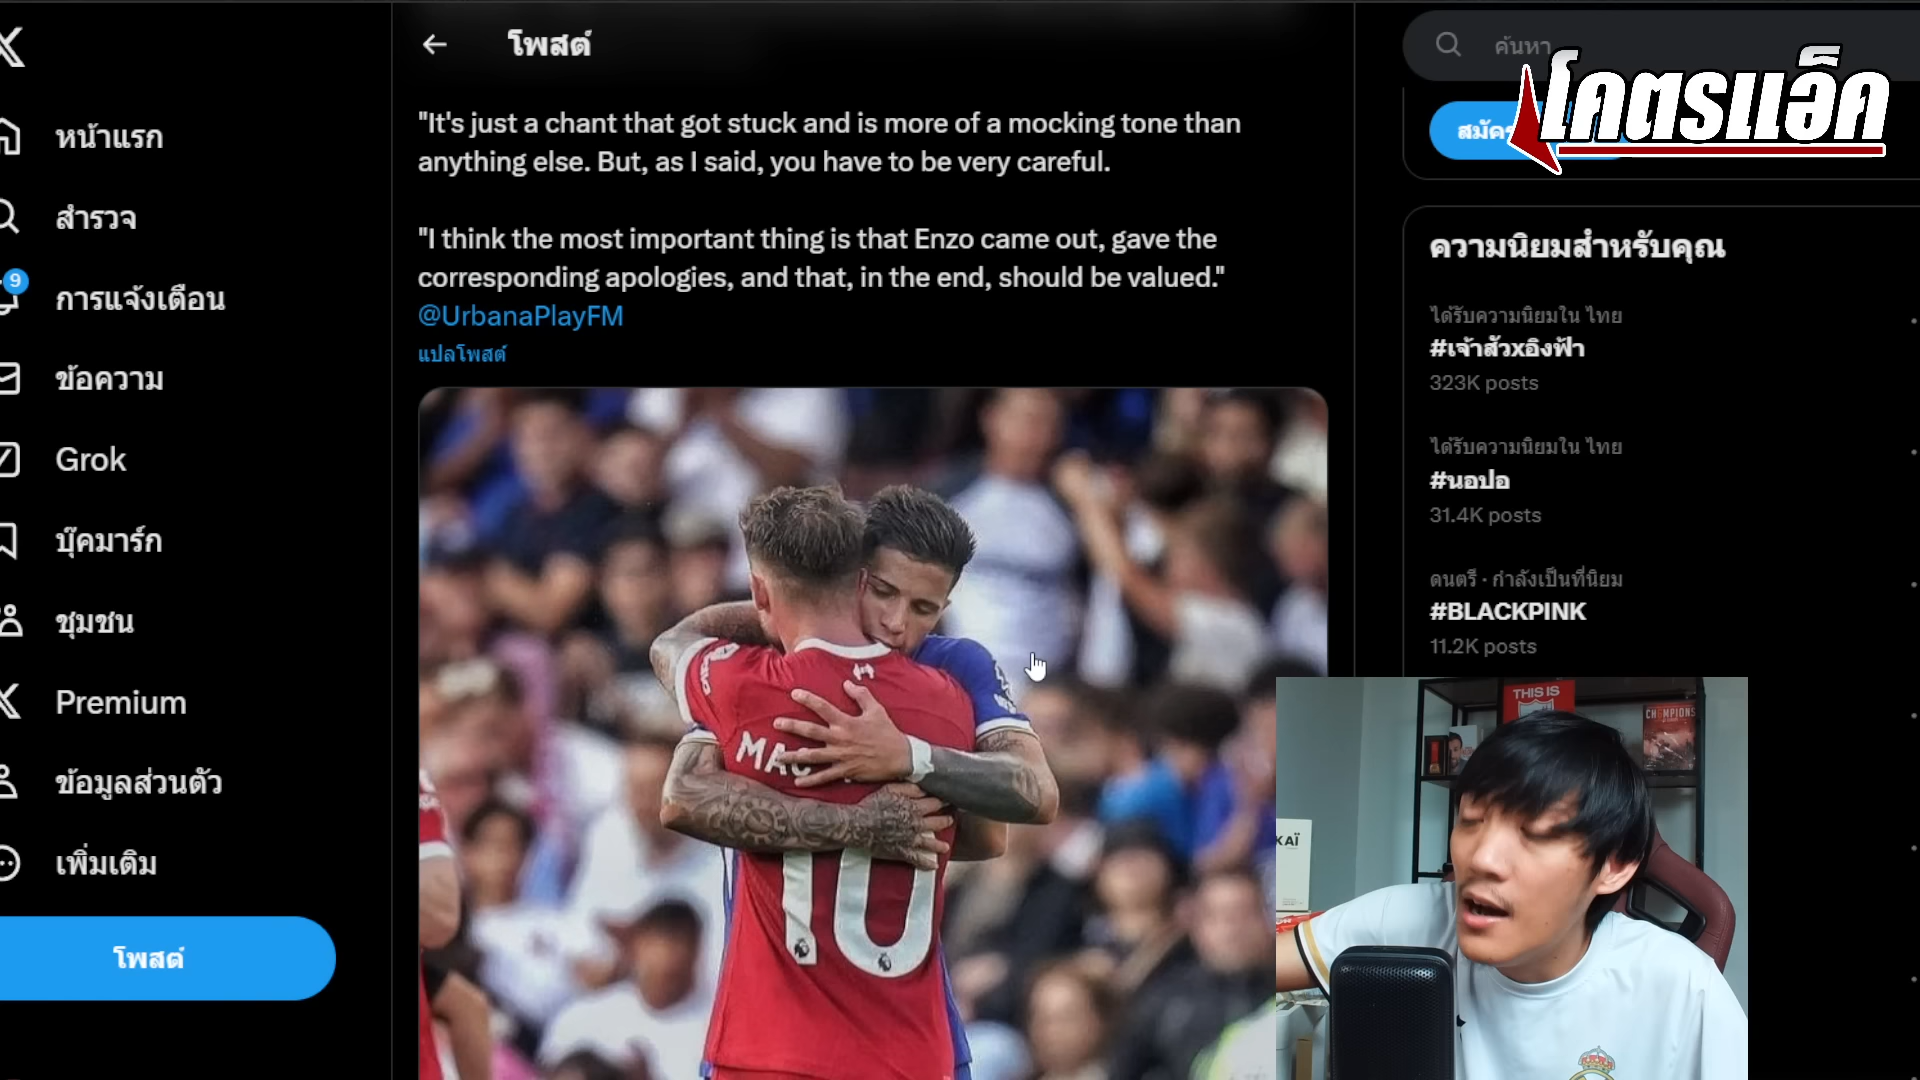 โพสต์
ค้นหา
โคตรแอ็ค
"It's just a chant that got stuck and is more of a mocking tone than
anything else. But, as I said, you have to be very careful.
"I think the most important thing is that Enzo came out, gave the
corresponding apologies, and that, in the end, should be valued."
@UrbanaPlayFM
แปลโพสต์
หน้าแรก
สำรวจ
9
การแจ้งเตือน
ข้อความ
Grok
บุ๊คมาร์ก
ชุมชน
Premium
ข้อมูลส่วนตัว
เพิ่มเติม
โพสต์
ความนิยมสำหรับคุณ
ได้รับความนิยมใน ไทย
#เจ้าสัวxอิงฟ้า
323K posts
ได้รับความนิยมใน ไทย
#นอปอ
31.4K posts
ดนตรี · กำลังเป็นที่นิยม
#BLACKPINK
11.2K posts
MAC
10
THIS IS
CHAMPIONS
KAÏ